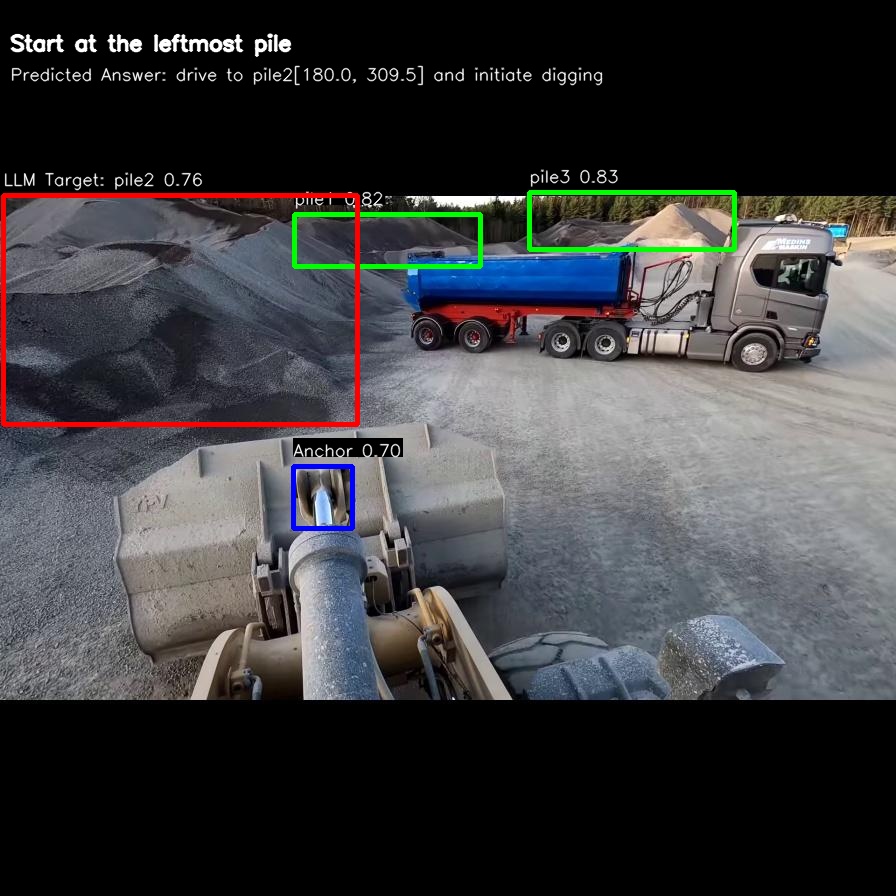 Start at the leftmost pile
Predicted Answer: drive to pile2[180.0, 309.5] and initiate digging
LLM Target: pile2 0.76
pile1 0.82
pile3 0.83
MEDINS
MAAKIN
Anchor 0.70